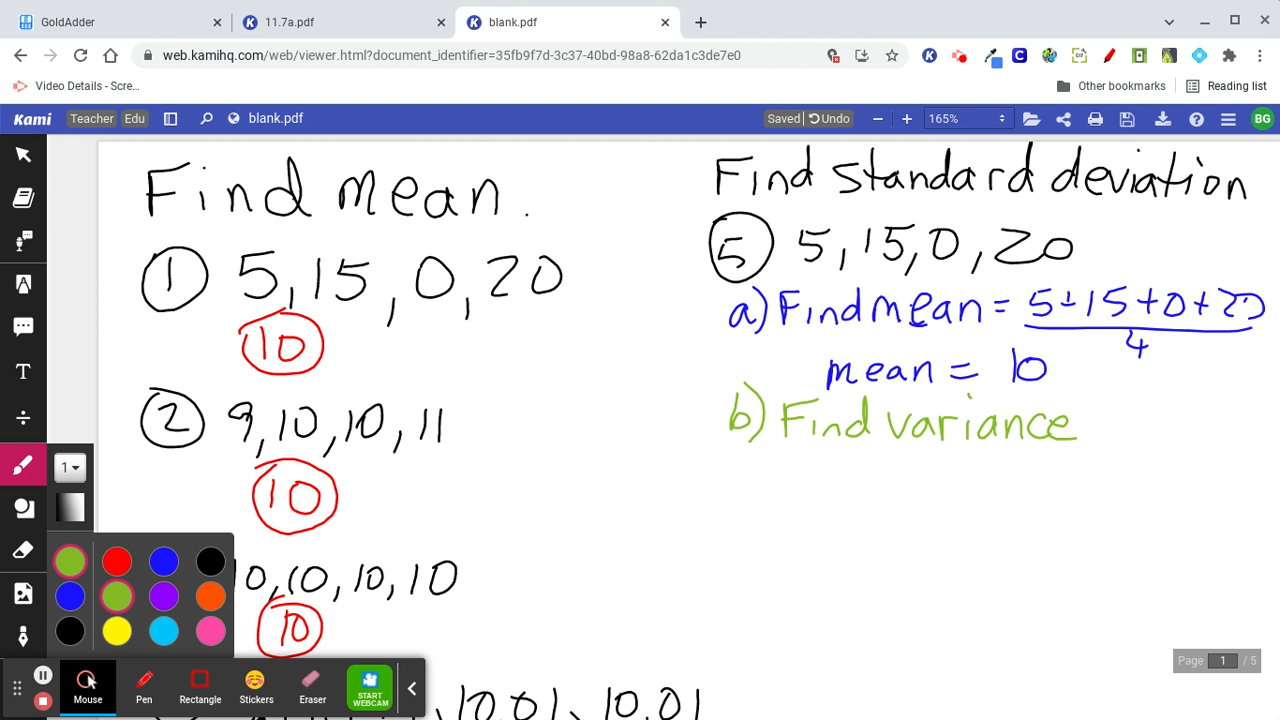 GoldAdder
11.7a.pdf
blank.pdf
web.kamihq.com/web/viewer.html?document_identifier=35fb9f7d-3c37-40bd-98a8-62da1c3de7e0
Video Details - Scre...
Other bookmarks
Reading list
Kami Teacher Edu blank.pdf Saved Undo 165% BG
Find mean.
① 5, 15, 0, 20
10
② 9, 10, 10, 11
10
10, 10, 10, 10
10
10.01, 10.01
Find standard deviation
⑤ 5, 15, 0, 20
a) Find mean = 5+15+0+20
4
mean = 10
b) Find variance
T
1
Page 1 / 5
Mouse
Pen
Rectangle
Stickers
Eraser
START
WEBCAM